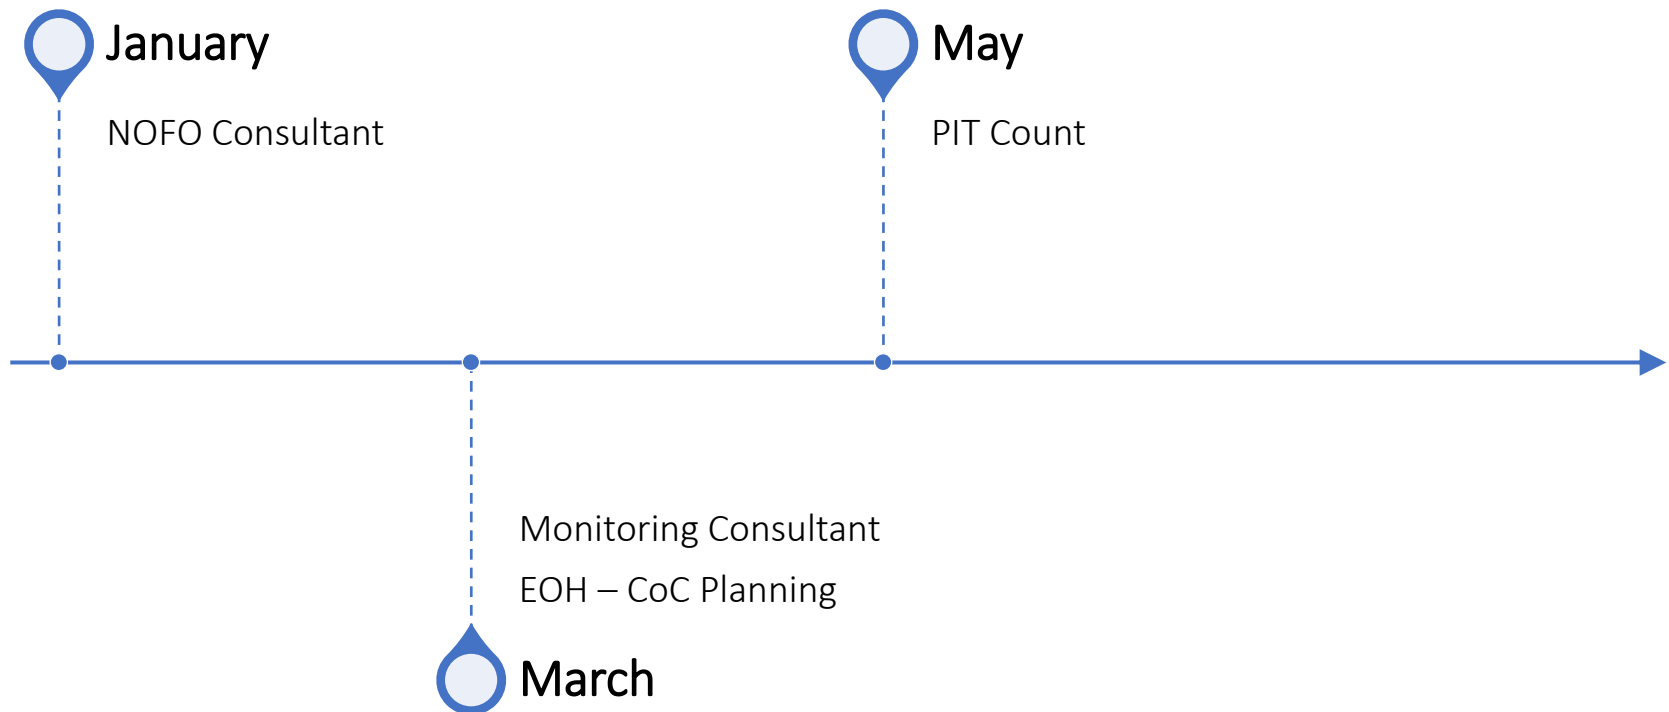 January
NOFO Consultant
May
PIT Count
Monitoring Consultant
EOH – CoC Planning
March